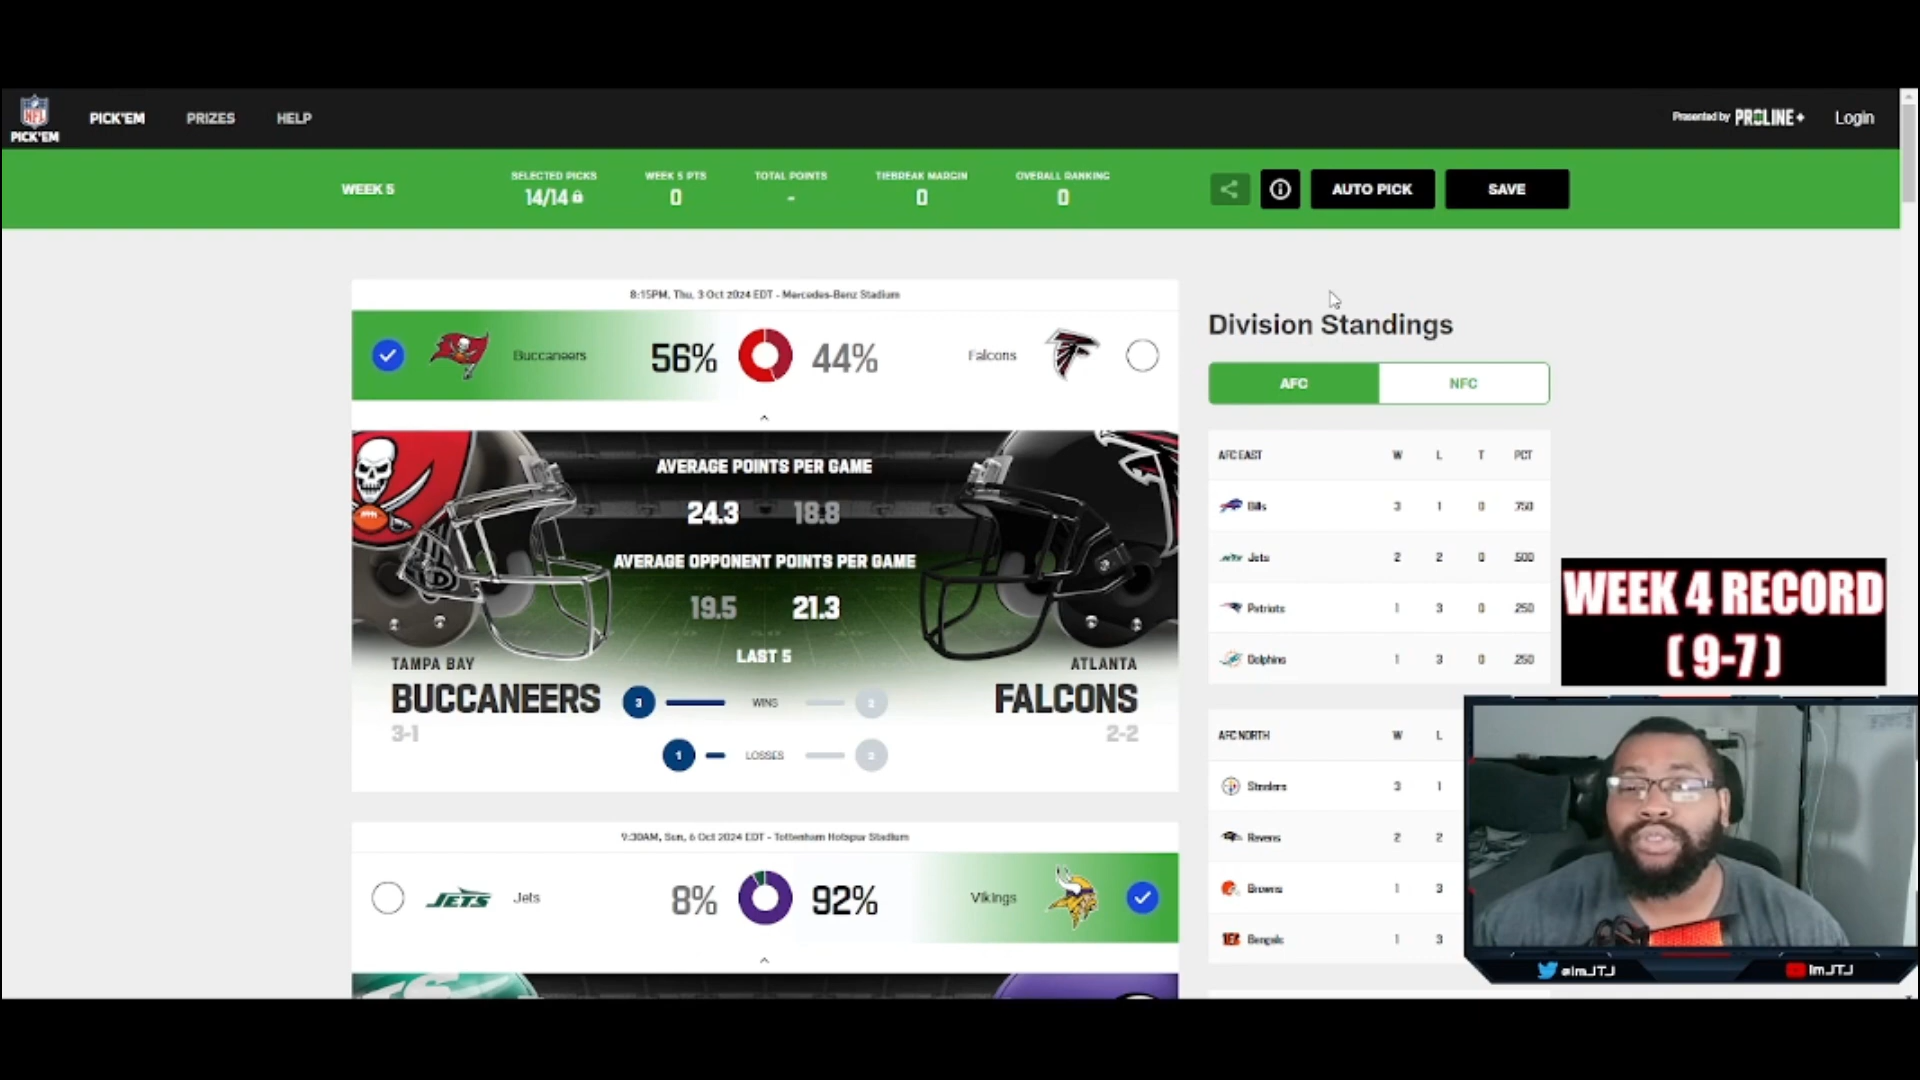 NFL
PICK'EM
PICK'EM
PRIZES
HELP
Presented by PROLINE+
Login
WEEK 5
SELECTED PICKS
14/14
WEEK 5 PTS
0
TOTAL POINTS
-
TIEBREAK MARGIN
0
OVERALL RANKING
0
AUTO PICK
SAVE
8:15PM, Thu, 3 Oct 2024 EDT - Mercedes-Benz Stadium
Buccaneers
56%
44%
Falcons
AVERAGE POINTS PER GAME
24.3 18.8
AVERAGE OPPONENT POINTS PER GAME
19.5 21.3
LAST 5
TAMPA BAY
BUCCANEERS
3-1
3 WINS 2
1 LOSSES 2
ATLANTA
FALCONS
2-2
9:30AM, Sun, 6 Oct 2024 EDT - Tottenham Hotspur Stadium
JETS
Jets
8%
92%
Vikings
Division Standings
AFC
NFC
AFC EAST W L T PCT
Bills 3 1 0 .750
Jets 2 2 0 .500
Patriots 1 3 0 .250
Dolphins 1 3 0 .250
AFC NORTH W L
Steelers 3 1
Ravens 2 2
Browns 1 3
Bengals 1 3
WEEK 4 RECORD
( 9-7 )
@ImJTJ
ImJTJ